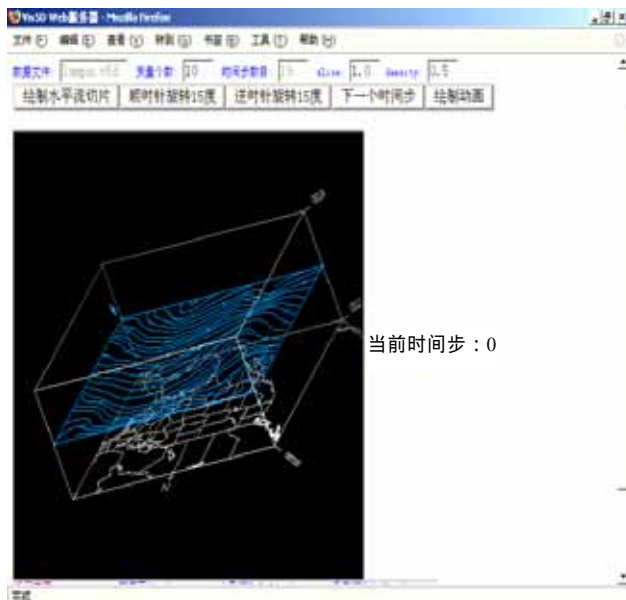 Vis5D Web服务器 - Mozilla Firefox
文件(F) 编辑(E) 查看(V) 转到(G) 书签(B) 工具(T) 帮助(H)
数据文件 变量个数 10 时间步数目 slice 1.0 density 0.5
绘制水平流切片 顺时针旋转15度 逆时针旋转15度 下一个时间步 绘制动画
当前时间步：0
完成